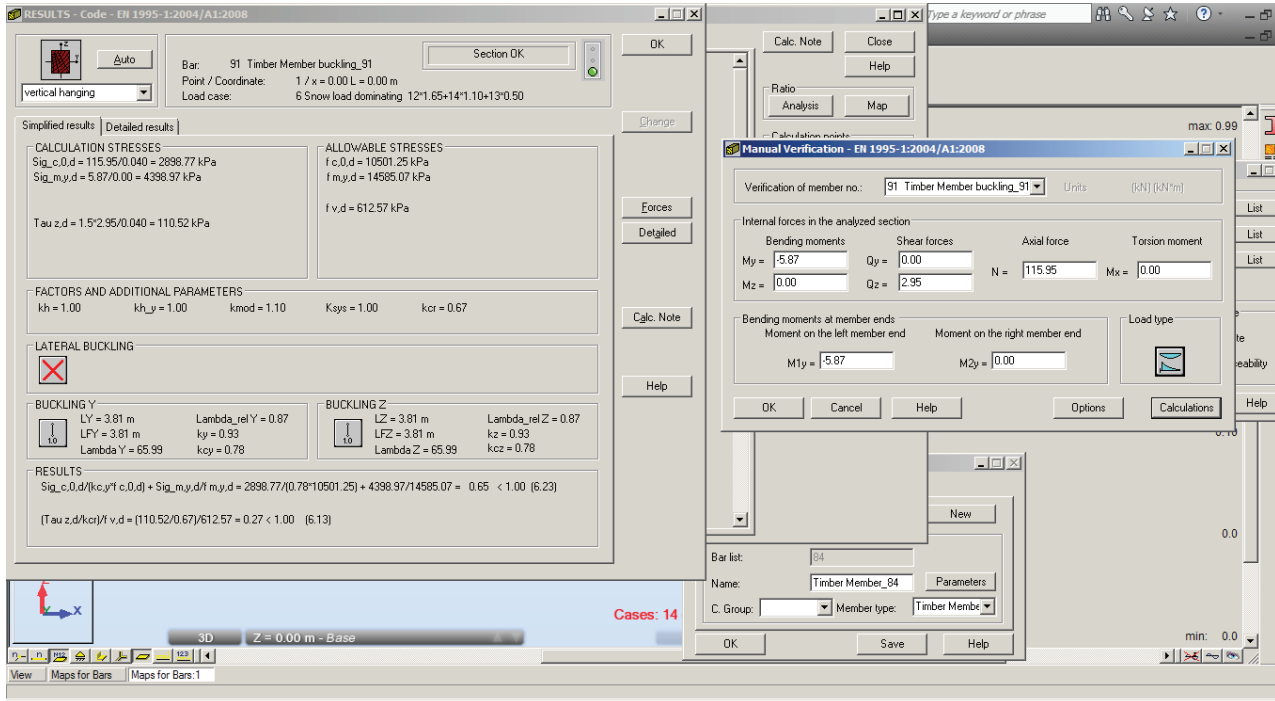 RESULTS - Code - EN 1995-1:2004/A1:2008
Auto
vertical hanging
Bar: 91 Timber Member buckling_91
Point / Coordinate: 1 / x = 0.00 L = 0.00 m
Load case: 6 Snow load dominating 12*1.65+14*1.10+13*0.50
Section OK
OK
Simplified results
Detailed results
Change
CALCULATION STRESSES
Sig_c,0,d = 115.95/0.040 = 2898.77 kPa
Sig_m,y,d = 5.87/0.00 = 4398.97 kPa
Tau z,d = 1.5*2.95/0.040 = 110.52 kPa
ALLOWABLE STRESSES
f c,0,d = 10501.25 kPa
f m,y,d = 14585.07 kPa
f v,d = 612.57 kPa
Forces
Detailed
FACTORS AND ADDITIONAL PARAMETERS
kh = 1.00 kh_y = 1.00 kmod = 1.10 Ksys = 1.00 kcr = 0.67
Calc. Note
LATERAL BUCKLING
Help
BUCKLING Y
1.0
LY = 3.81 m Lambda_rel Y = 0.87
LFY = 3.81 m ky = 0.93
Lambda Y = 65.99 kcy = 0.78
BUCKLING Z
1.0
LZ = 3.81 m Lambda_rel Z = 0.87
LFZ = 3.81 m kz = 0.93
Lambda Z = 65.99 kcz = 0.78
RESULTS
Sig_c,0,d/(kc,y*f c,0,d) + Sig_m,y,d/f m,y,d = 2898.77/(0.78*10501.25) + 4398.97/14585.07 = 0.65 < 1.00 (6.23)
(Tau z,d/kcr)/f v,d = (110.52/0.67)/612.57 = 0.27 < 1.00 (6.13)
Type a keyword or phrase
Calc. Note
Close
Help
Ratio
Analysis
Map
Calculation points
max: 0.99
Manual Verification - EN 1995-1:2004/A1:2008
Verification of member no.: 91 Timber Member buckling_91 Units (kN) (kN*m)
Internal forces in the analyzed section
Bending moments Shear forces Axial force Torsion moment
My = -5.87 Qy = 0.00
N = 115.95 Mx = 0.00
Mz = 0.00 Qz = 2.95
Bending moments at member ends
Moment on the left member end Moment on the right member end
M1y = -5.87 M2y = 0.00
Load type
OK
Cancel
Help
Options
Calculations
List
List
List
Help
0.0
New
Bar list: 84
Name: Timber Member_84 Parameters
C. Group: Member type: Timber Membe
OK
Save
Help
Z
X
Cases: 14
3D Z = 0.00 m - Base
min: 0.0
View
Maps for Bars
Maps for Bars:1